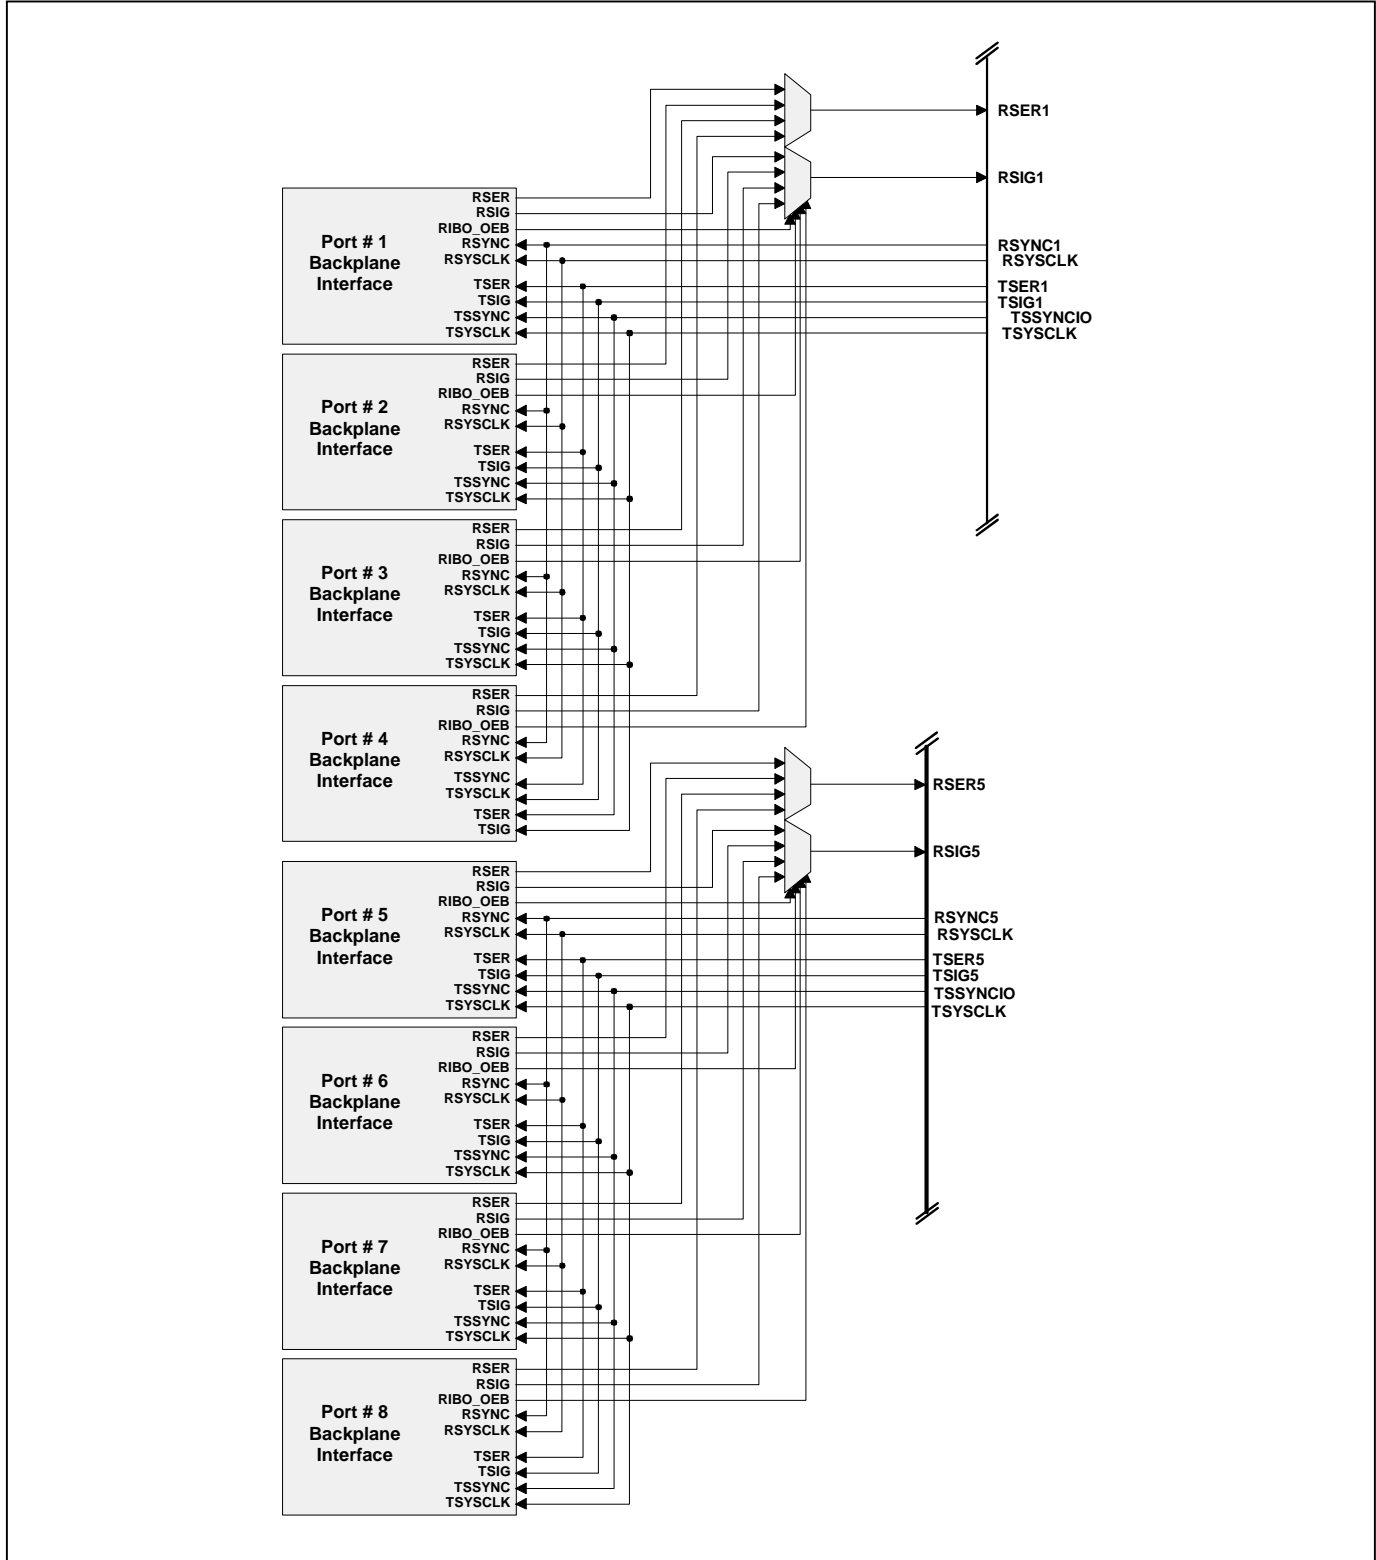 RSER1
RSIG1
RSER
RSIG
RIBO_OEB
RSYNC
RSYSCLK
TSER
TSIG
TSSYNC
TSYSCLK
Port # 1
Backplane
Interface
RSYNC1
RSYSCLK
TSER1
TSIG1
TSSYNCIO
TSYSCLK
RSER
RSIG
RIBO_OEB
RSYNC
RSYSCLK
TSER
TSIG
TSSYNC
TSYSCLK
Port # 2
Backplane
Interface
RSER
RSIG
RIBO_OEB
RSYNC
RSYSCLK
TSER
TSIG
TSSYNC
TSYSCLK
Port # 3
Backplane
Interface
RSER
RSIG
RIBO_OEB
RSYNC
RSYSCLK
TSSYNC
TSYSCLK
TSER
TSIG
Port # 4
Backplane
Interface
RSER5
RSIG5
RSER
RSIG
RIBO_OEB
RSYNC
RSYSCLK
TSER
TSIG
TSSYNC
TSYSCLK
Port # 5
Backplane
Interface
RSYNC5
RSYSCLK
TSER5
TSIG5
TSSYNCIO
TSYSCLK
RSER
RSIG
RIBO_OEB
RSYNC
RSYSCLK
TSER
TSIG
TSSYNC
TSYSCLK
Port # 6
Backplane
Interface
RSER
RSIG
RIBO_OEB
RSYNC
RSYSCLK
TSER
TSIG
TSSYNC
TSYSCLK
Port # 7
Backplane
Interface
RSER
RSIG
RIBO_OEB
RSYNC
RSYSCLK
TSER
TSIG
TSSYNC
TSYSCLK
Port # 8
Backplane
Interface